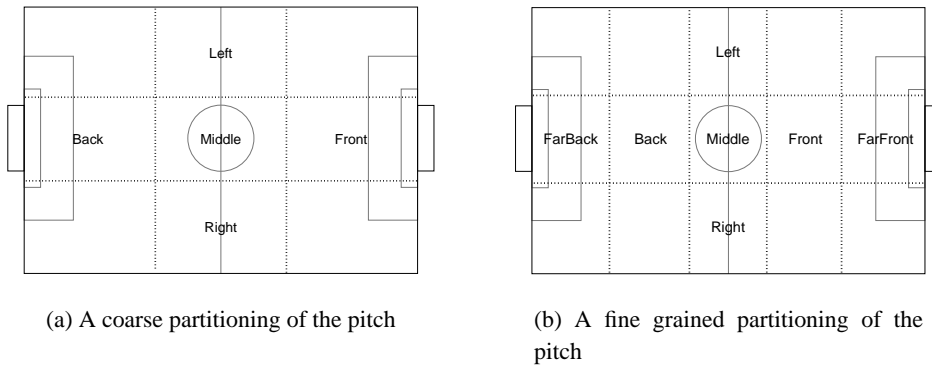 Left
Back Middle Front
Right
(a) A coarse partitioning of the pitch
Left
FarBack Back Middle Front FarFront
Right
(b) A fine grained partitioning of the
pitch